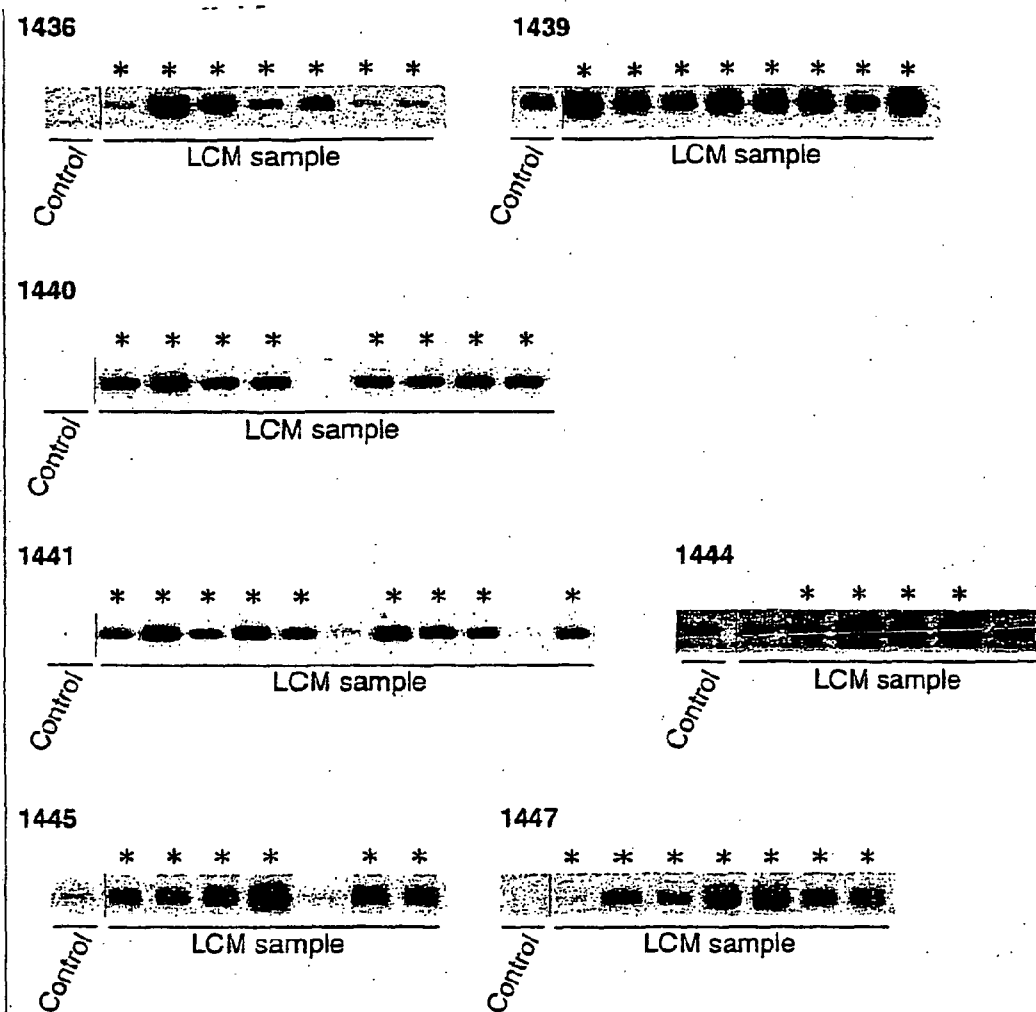 1436
* * * * * * *
Control
LCM sample
1439
* * * * * * * *
Control
LCM sample
1440
* * * * * * * *
Control
LCM sample
1441
* * * * * * * * *
Control
LCM sample
1444
* * * *
Control
LCM sample
1445
* * * * * *
Control
LCM sample
1447
* * * * * * *
Control
LCM sample